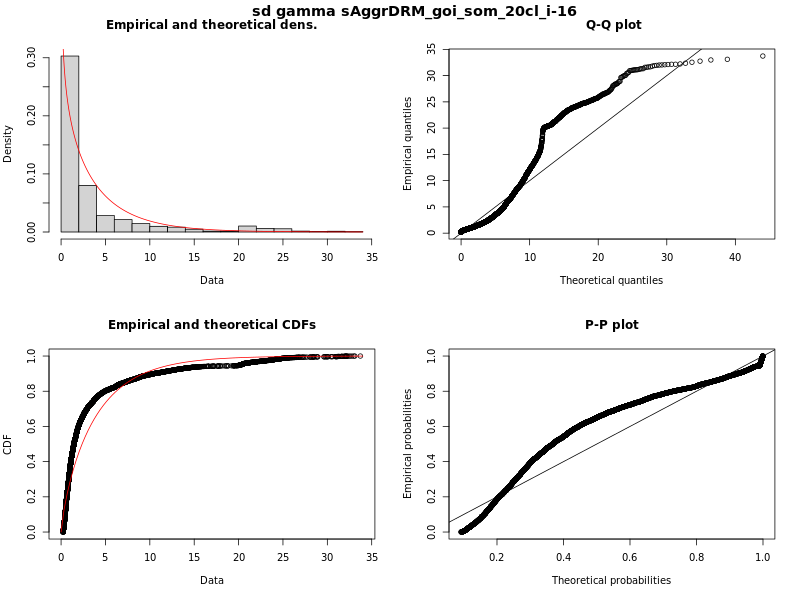 sd gamma sAggrDRM_goi_som_20cl_i-16
Empirical and theoretical dens.
Density
0.00 0.10 0.20 0.30
0 5 10 15 20 25 30 35
Data
Q-Q plot
Empirical quantiles
0 5 10 15 20 25 30 35
0 10 20 30 40
Theoretical quantiles
Empirical and theoretical CDFs
CDF
0.0 0.2 0.4 0.6 0.8 1.0
0 5 10 15 20 25 30 35
Data
P-P plot
Empirical probabilities
0.0 0.2 0.4 0.6 0.8 1.0
0.2 0.4 0.6 0.8 1.0
Theoretical probabilities